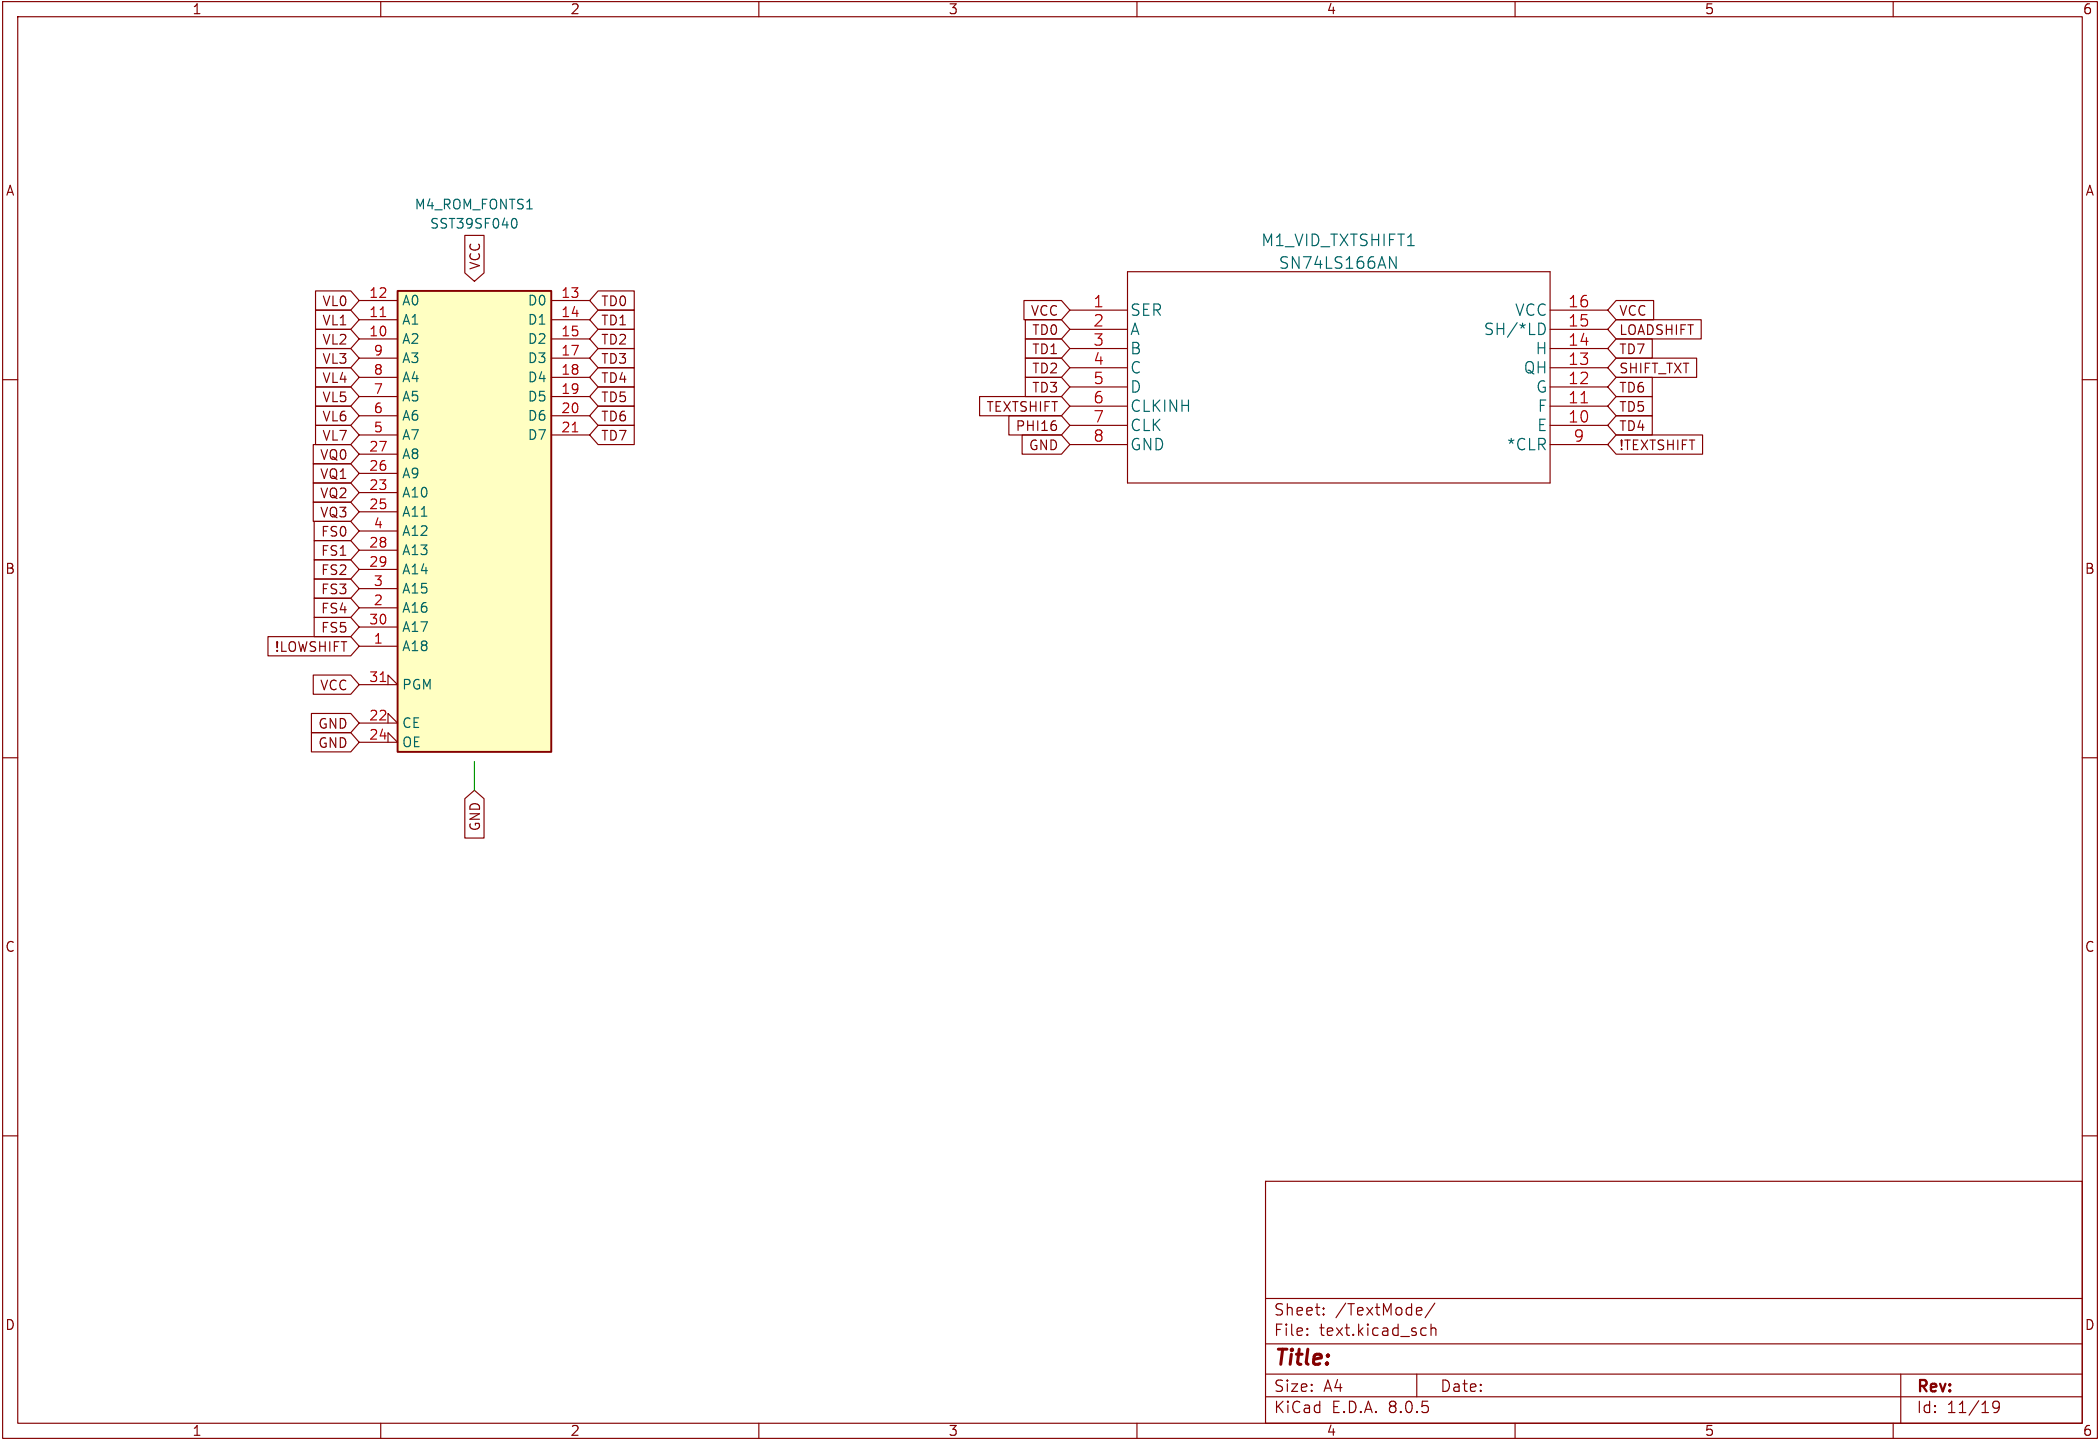 1 2 3 4 5 6
A A
M4_ROM_FONTS1
SST39SF040
VCC
VL0 12 A0 D0 13 TD0
VL1 11 A1 D1 14 TD1
VL2 10 A2 D2 15 TD2
VL3 9 A3 D3 17 TD3
VL4 8 A4 D4 18 TD4
VL5 7 A5 D5 19 TD5
VL6 6 A6 D6 20 TD6
VL7 5 A7 D7 21 TD7
VQ0 27 A8
VQ1 26 A9
VQ2 23 A10
VQ3 25 A11
FS0 4 A12
FS1 28 A13
FS2 29 A14
FS3 3 A15
FS4 2 A16
FS5 30 A17
!LOWSHIFT 1 A18
VCC 31 PGM
GND 22 CE
GND 24 OE
GND
M1_VID_TXTSHIFT1
SN74LS166AN
VCC 1 SER VCC 16 VCC
TD0 2 A SH/*LD 15 LOADSHIFT
TD1 3 B H 14 TD7
TD2 4 C QH 13 SHIFT_TXT
TD3 5 D G 12 TD6
TEXTSHIFT 6 CLKINH F 11 TD5
PHI16 7 CLK E 10 TD4
GND 8 GND *CLR 9 !TEXTSHIFT
B B
C C
D D
Sheet: /TextMode/
File: text.kicad_sch
Title:
Size: A4 Date: Rev:
KiCad E.D.A. 8.0.5 Id: 11/19
1 2 3 4 5 6